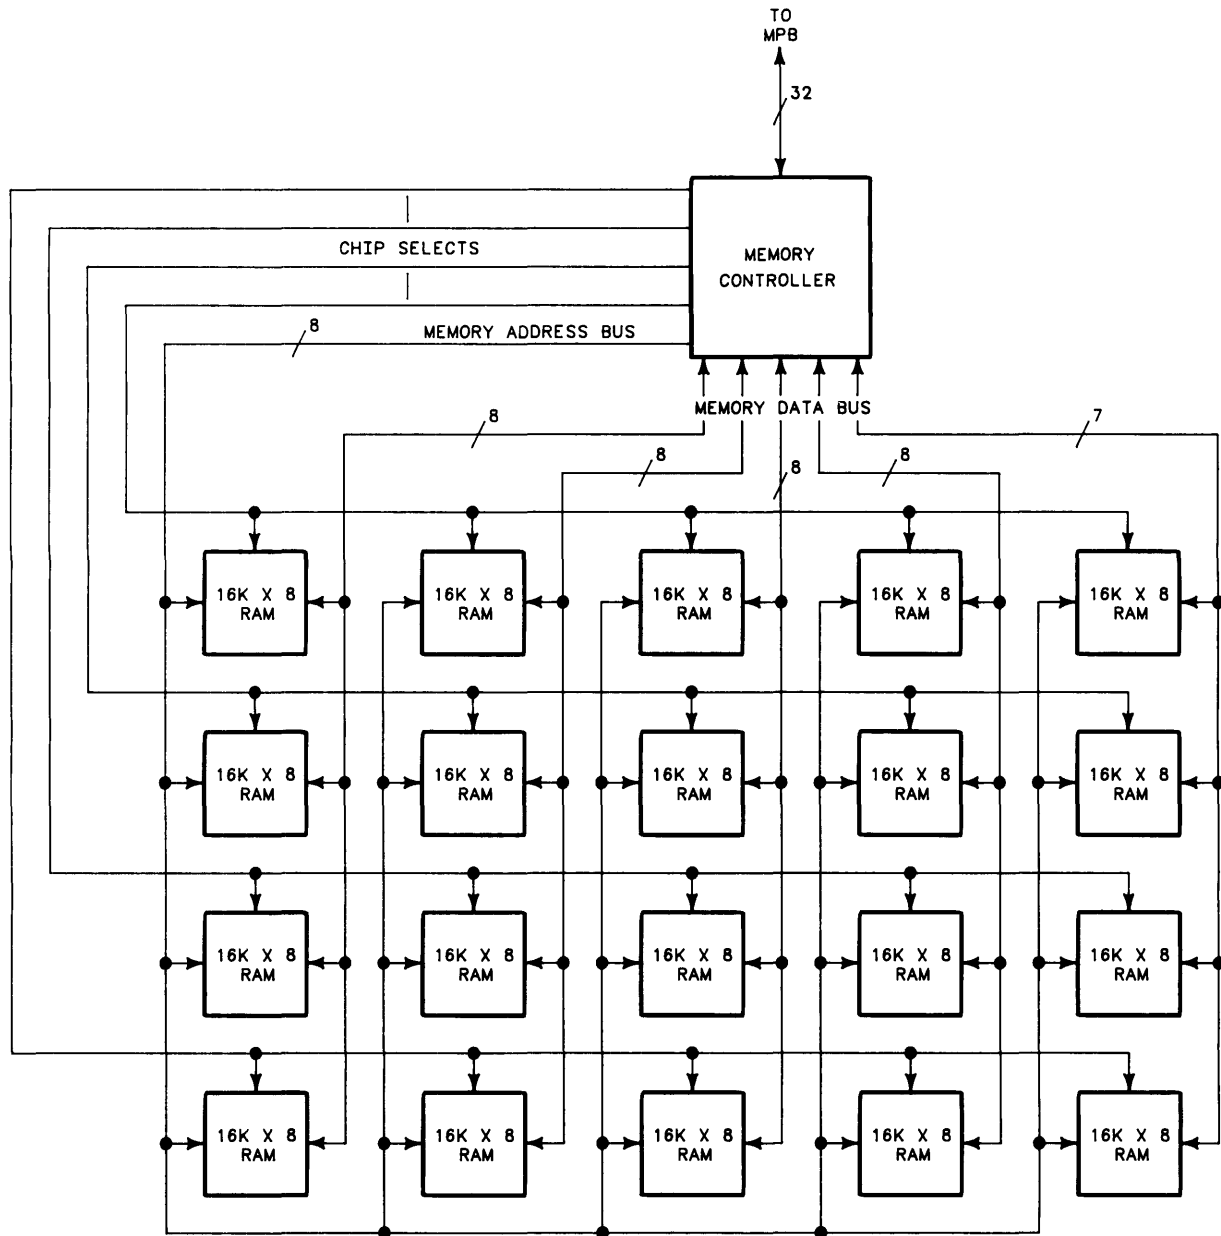 TO
MPB
32
CHIP SELECTS
MEMORY
CONTROLLER
8
MEMORY ADDRESS BUS
MEMORY DATA BUS
8
7
8
8
8
16K X 8
RAM
16K X 8
RAM
16K X 8
RAM
16K X 8
RAM
16K X 8
RAM
16K X 8
RAM
16K X 8
RAM
16K X 8
RAM
16K X 8
RAM
16K X 8
RAM
16K X 8
RAM
16K X 8
RAM
16K X 8
RAM
16K X 8
RAM
16K X 8
RAM
16K X 8
RAM
16K X 8
RAM
16K X 8
RAM
16K X 8
RAM
16K X 8
RAM